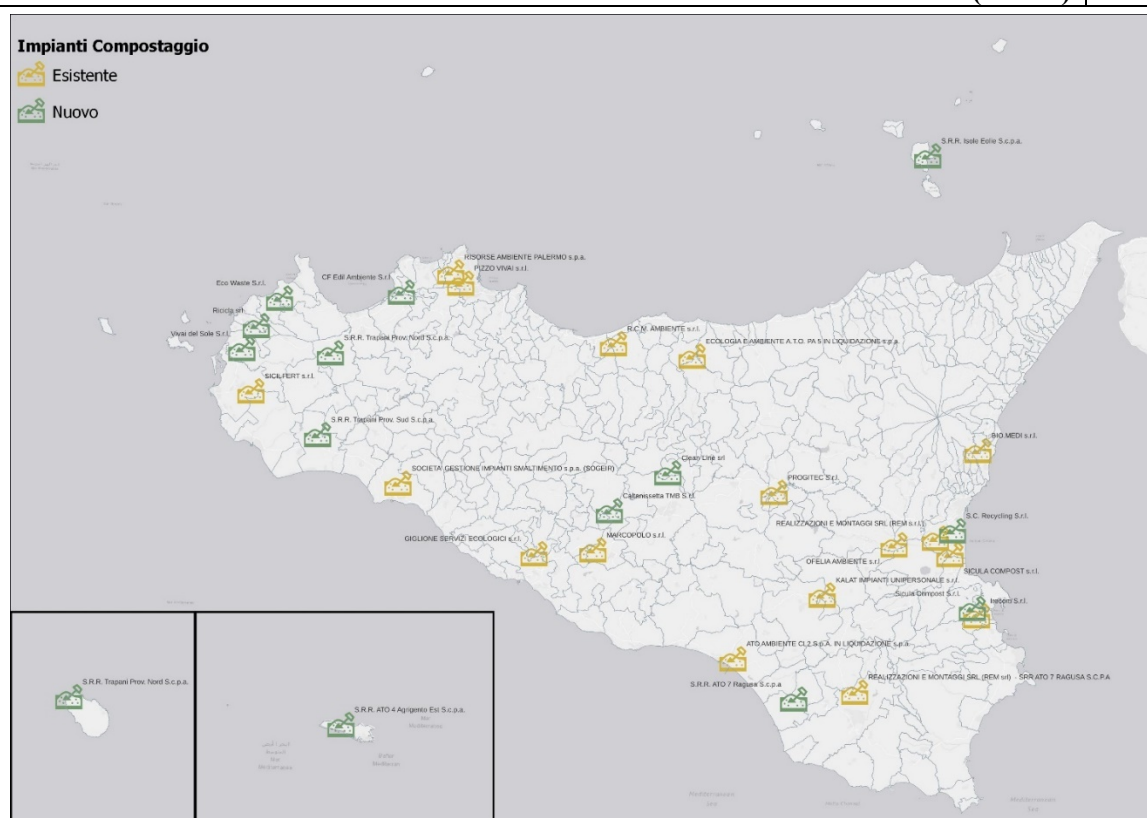 Impianti Compostaggio
Esistente
Nuovo
S.R.R. Isole Eolie S.c.p.a.
RISORSE AMBIENTE PALERMO s.p.a.
PIZZO VIVAI s.r.l.
CF Edil Ambiente S.r.l.
Eco Waste S.r.l.
Ricicla srl
Vivai del Sole S.r.l.
R.C.M. AMBIENTE s.r.l.
S.R.R. Trapani Prov. Nord S.c.p.a.
ECOLOGIA E AMBIENTE A.T.O. PA 5 IN LIQUIDAZIONE s.p.a.
SICILFERT s.r.l.
S.R.R. Trapani Prov. Sud S.c.p.a.
BIO MEDI s.r.l.
Clean Line srl
SOCIETA' GESTIONE IMPIANTI SMALTIMENTO s.p.a. (SOGEIR)
PROGITEC S.r.l.
Caltanissetta TMB S.r.l.
S.C. Recycling S.r.l.
REALIZZAZIONI E MONTAGGI SRL (REM s.r.l.)
GIGLIONE SERVIZI ECOLOGICI s.r.l.
MARCOPOLO s.r.l.
OFELIA AMBIENTE s.r.l.
SICULA COMPOST s.r.l.
KALAT IMPIANTI UNIPERSONALE s.r.l.
Sicula Compost S.r.l.
S.r.l.
ATO AMBIENTE CL2 S.p.A. IN LIQUIDAZIONE s.p.a.
S.R.R. ATO 7 Ragusa S.c.p.a
REALIZZAZIONI E MONTAGGI SRL (REM srl) - SRR ATO 7 RAGUSA S.C.P.A
S.R.R. Trapani Prov. Nord S.c.p.a.
S.R.R. ATO 4 Agrigento Est S.c.p.a.